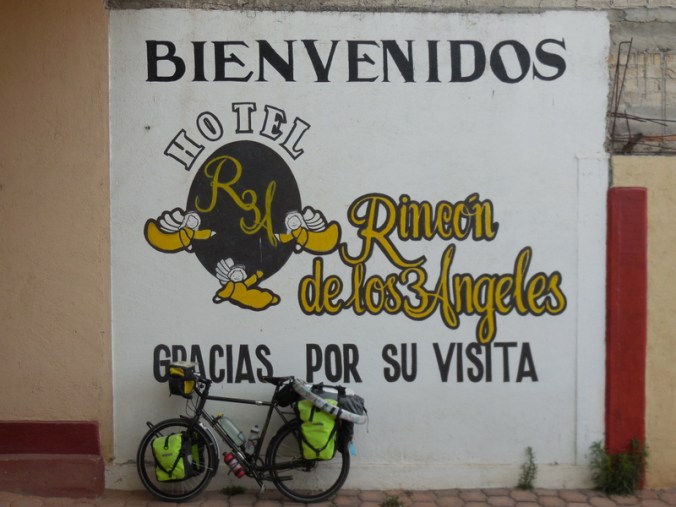 BIENVENIDOS
HOTEL
R3A
Rincón
de los 3 Angeles
GRACIAS POR SU VISITA